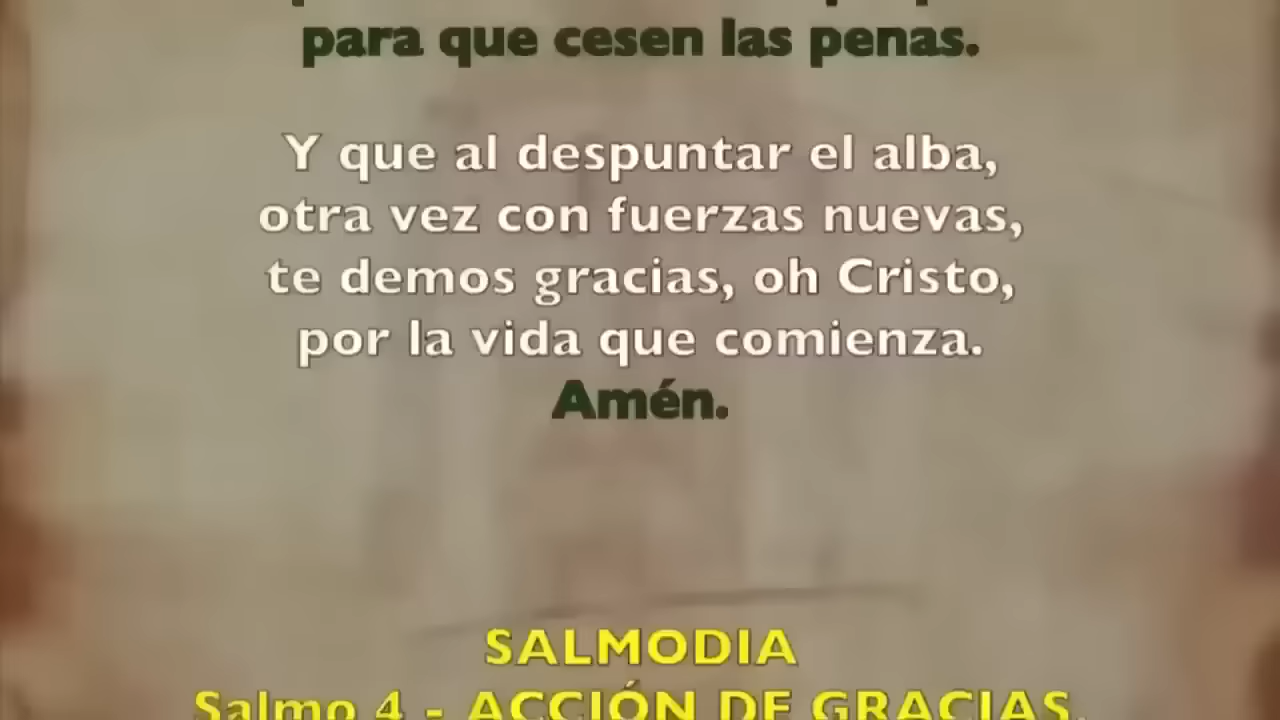 para que cesen las penas.
Y que al despuntar el alba,
otra vez con fuerzas nuevas,
te demos gracias, oh Cristo,
por la vida que comienza.
Amén.
SALMODIA
Salmo 4 - ACCIÓN DE GRACIAS.